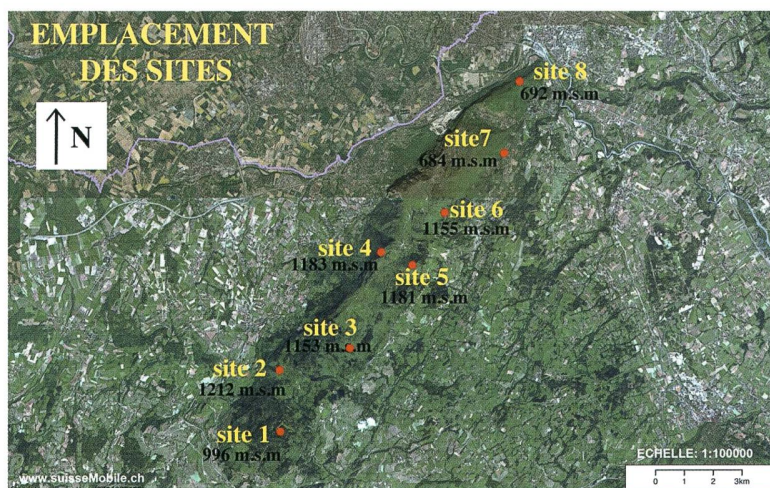 EMPLACEMENT
DES SITES
N
site 8
692 m.s.m
site7
684 m.s.m
site 6
1155 m.s.m
site 4
1183 m.s.m
site 5
1181 m.s.m
site 3
1153 m.s.m
site 2
1212 m.s.m
site 1
996 m.s.m
ECHELLE: 1:100000
0 1 2 3km
www.suisseMobile.ch